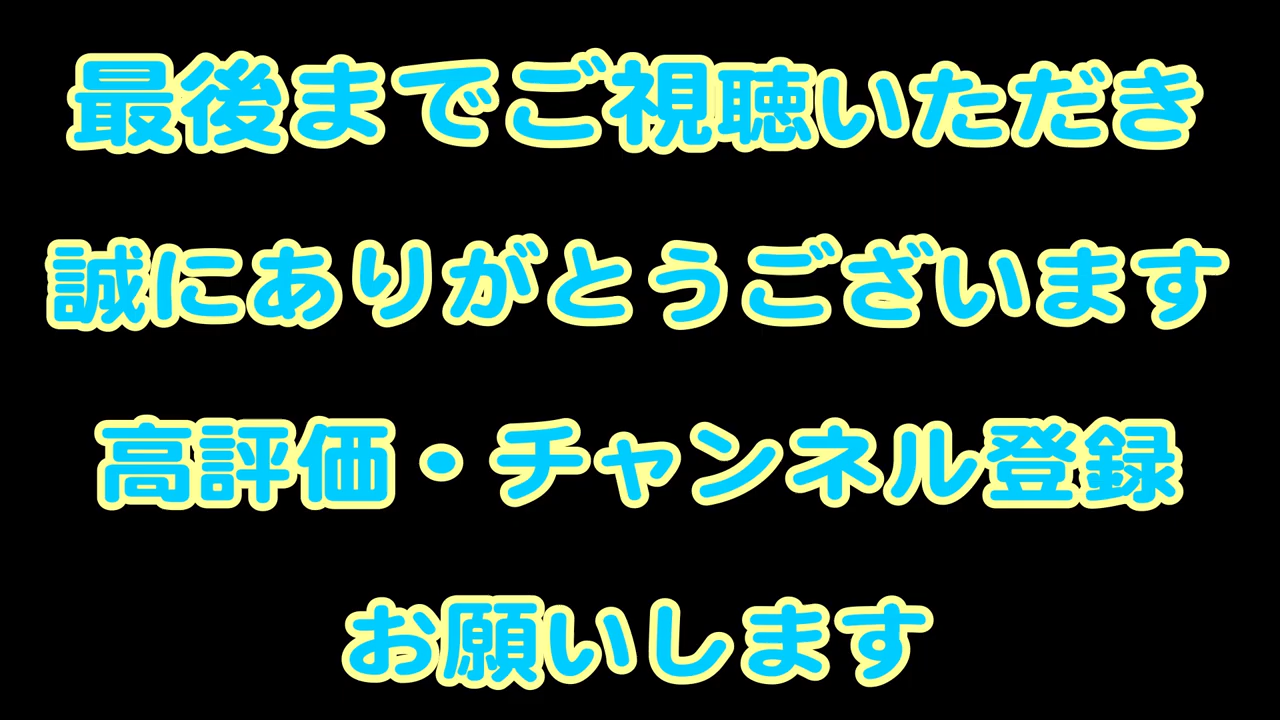 最後までご視聴いただき
誠にありがとうございます
高評価・チャンネル登録
お願いします